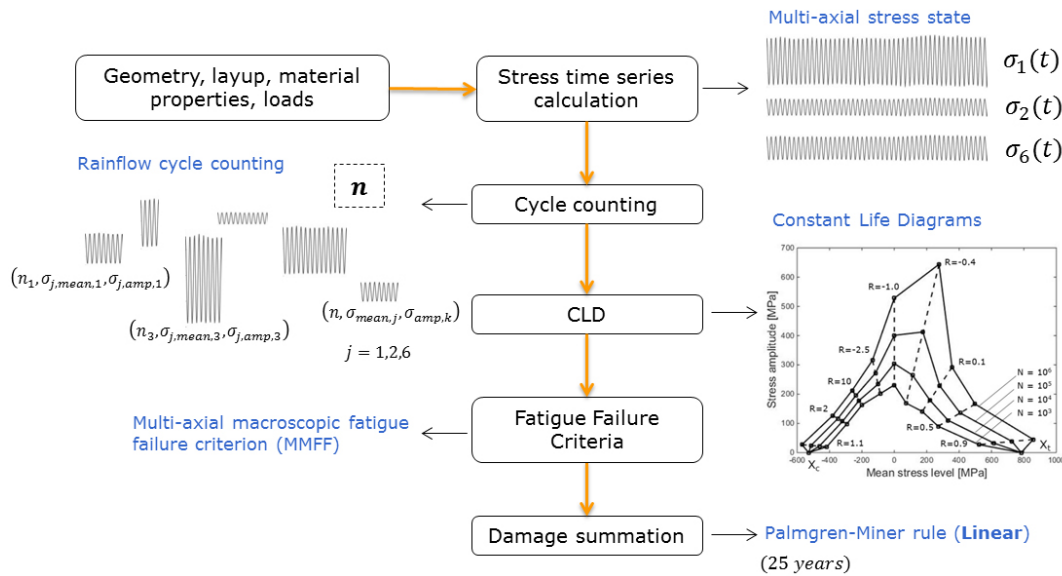 Multi-axial stress state
Geometry, layup, material
properties, loads
Stress time series
calculation
σ₁(t)
σ₂(t)
σ₆(t)
Rainflow cycle counting
n
Cycle counting
(n₁,σⱼ,mean,1,σⱼ,amp,1)
(n₃,σⱼ,mean,3,σⱼ,amp,3)
(n,σmean,j,σamp,k)
j = 1,2,6
CLD
Constant Life Diagrams
700
600
500
400
300
200
100
0
Stress amplitude [MPa]
R=-0.4
R=-1.0
R=-2.5
R=0.1
R=10
N = 10⁶
N = 10⁵
N = 10⁴
N = 10³
R=2
R=0.5
R=1.1
R=0.9
Xc
Xt
-600 -400 -200 0 200 400 600 800 1000
Mean stress level [MPa]
Multi-axial macroscopic fatigue
failure criterion (MMFF)
Fatigue Failure
Criteria
Damage summation
Palmgren-Miner rule (Linear)
(25 years)